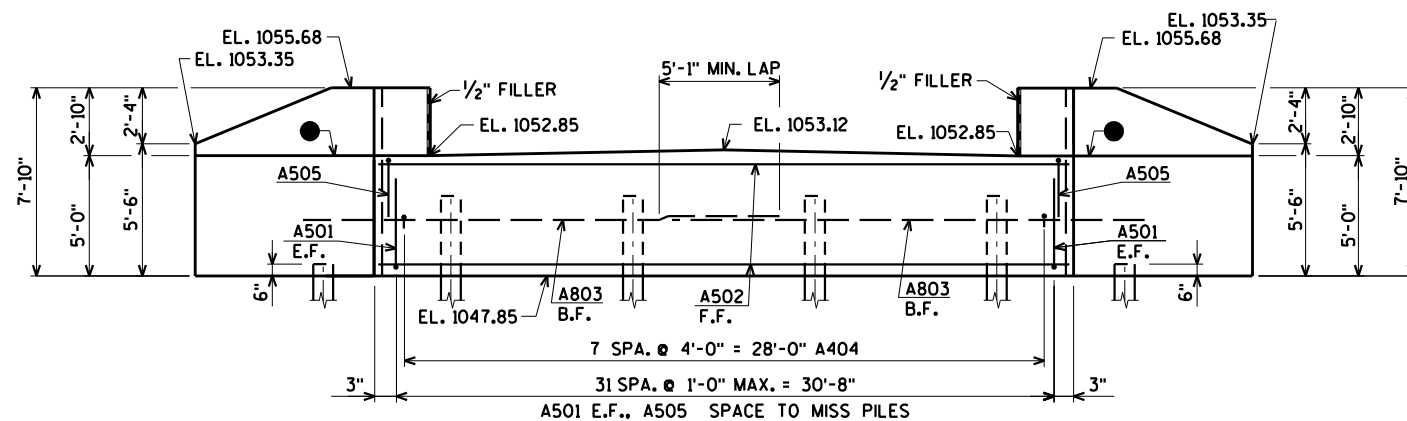 EL. 1053.35
EL. 1055.68
EL. 1055.68
EL. 1053.35
5'-1" MIN. LAP
1/2" FILLER
1/2" FILLER
EL. 1052.85
EL. 1053.12
EL. 1052.85
7'-10"
2'-10"
2'-4"
2'-4"
2'-10"
7'-10"
5'-0"
5'-6"
5'-6"
5'-0"
A505
A505
A501
E.F.
A501
E.F.
6"
6"
A803
B.F.
A502
F.F.
A803
B.F.
EL. 1047.85
7 SPA. @ 4'-0" = 28'-0" A404
3"
31 SPA. @ 1'-0" MAX. = 30'-8"
3"
A501 E.F., A505 SPACE TO MISS PILES